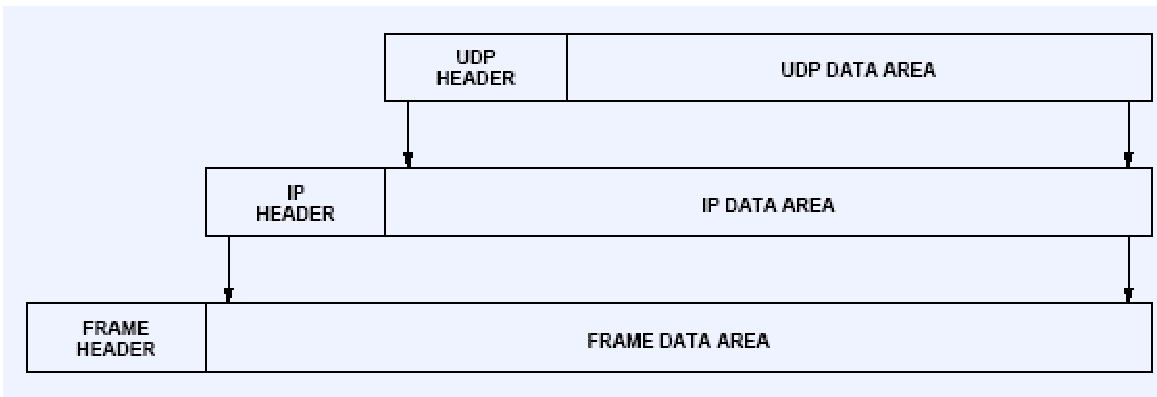 UDP
HEADER
UDP DATA AREA
IP
HEADER
IP DATA AREA
FRAME
HEADER
FRAME DATA AREA